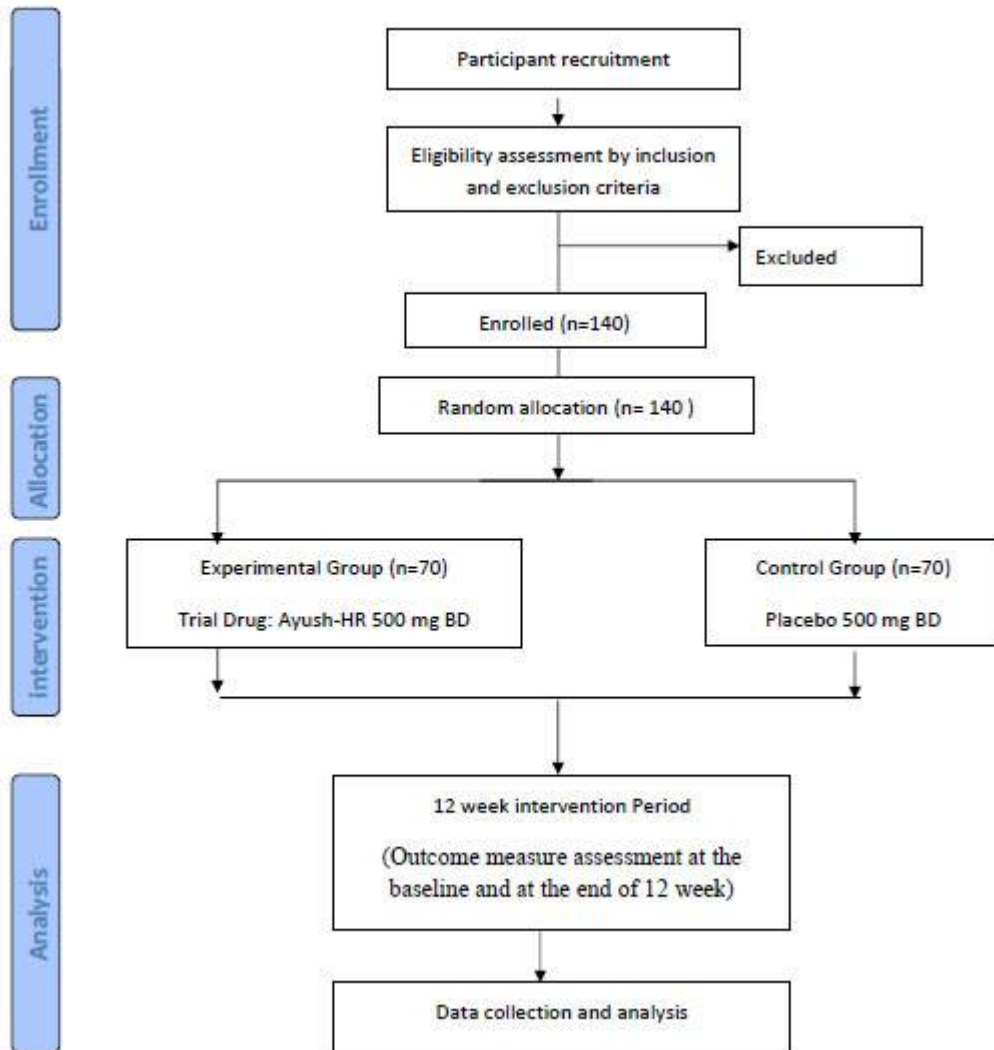 Enrollment
Participant recruitment
Eligibility assessment by inclusion
and exclusion criteria
Excluded
Enrolled (n=140)
Allocation
Random allocation (n= 140 )
intervention
Experimental Group (n=70)
Trial Drug: Ayush-HR 500 mg BD
Control Group (n=70)
Placebo 500 mg BD
Analysis
12 week intervention Period
(Outcome measure assessment at the
baseline and at the end of 12 week)
Data collection and analysis